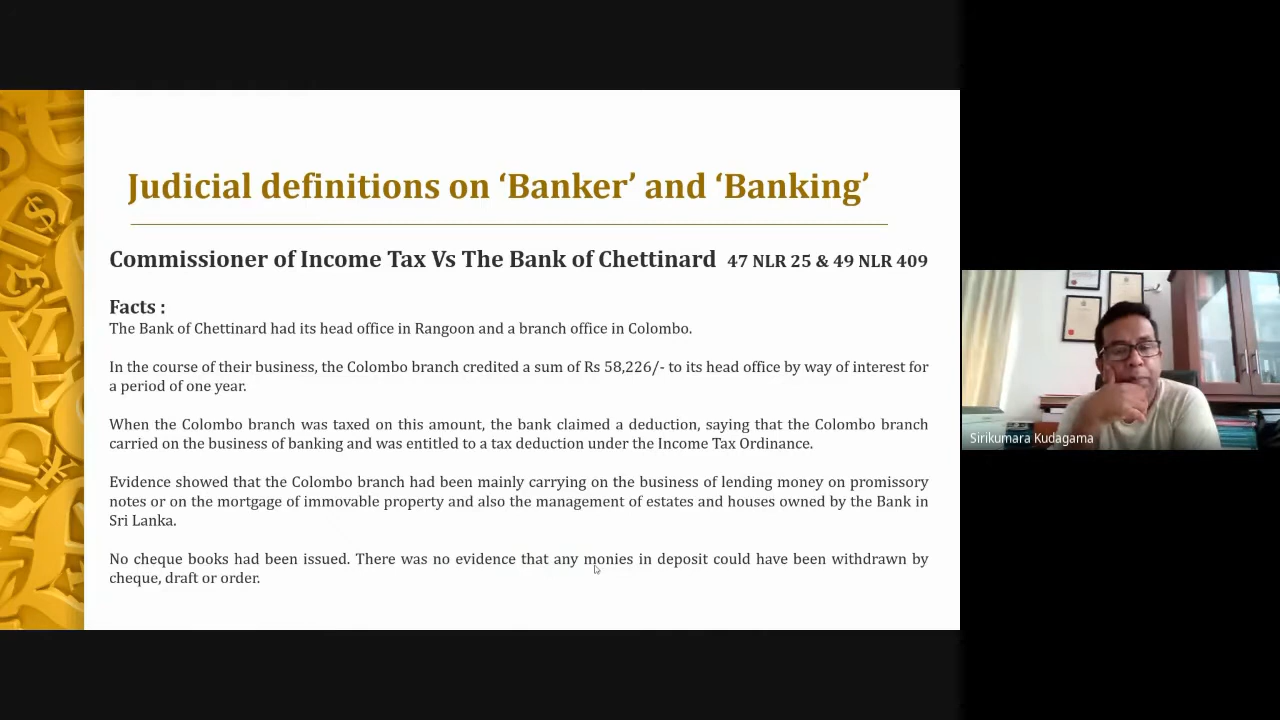 Judicial definitions on ‘Banker’ and ‘Banking’
Commissioner of Income Tax Vs The Bank of Chettinard 47 NLR 25 & 49 NLR 409
Facts :
The Bank of Chettinard had its head office in Rangoon and a branch office in Colombo.
In the course of their business, the Colombo branch credited a sum of Rs 58,226/- to its head office by way of interest for
a period of one year.
When the Colombo branch was taxed on this amount, the bank claimed a deduction, saying that the Colombo branch
carried on the business of banking and was entitled to a tax deduction under the Income Tax Ordinance.
Evidence showed that the Colombo branch had been mainly carrying on the business of lending money on promissory
notes or on the mortgage of immovable property and also the management of estates and houses owned by the Bank in
Sri Lanka.
No cheque books had been issued. There was no evidence that any monies in deposit could have been withdrawn by
cheque, draft or order.
Sirikumara Kudagama